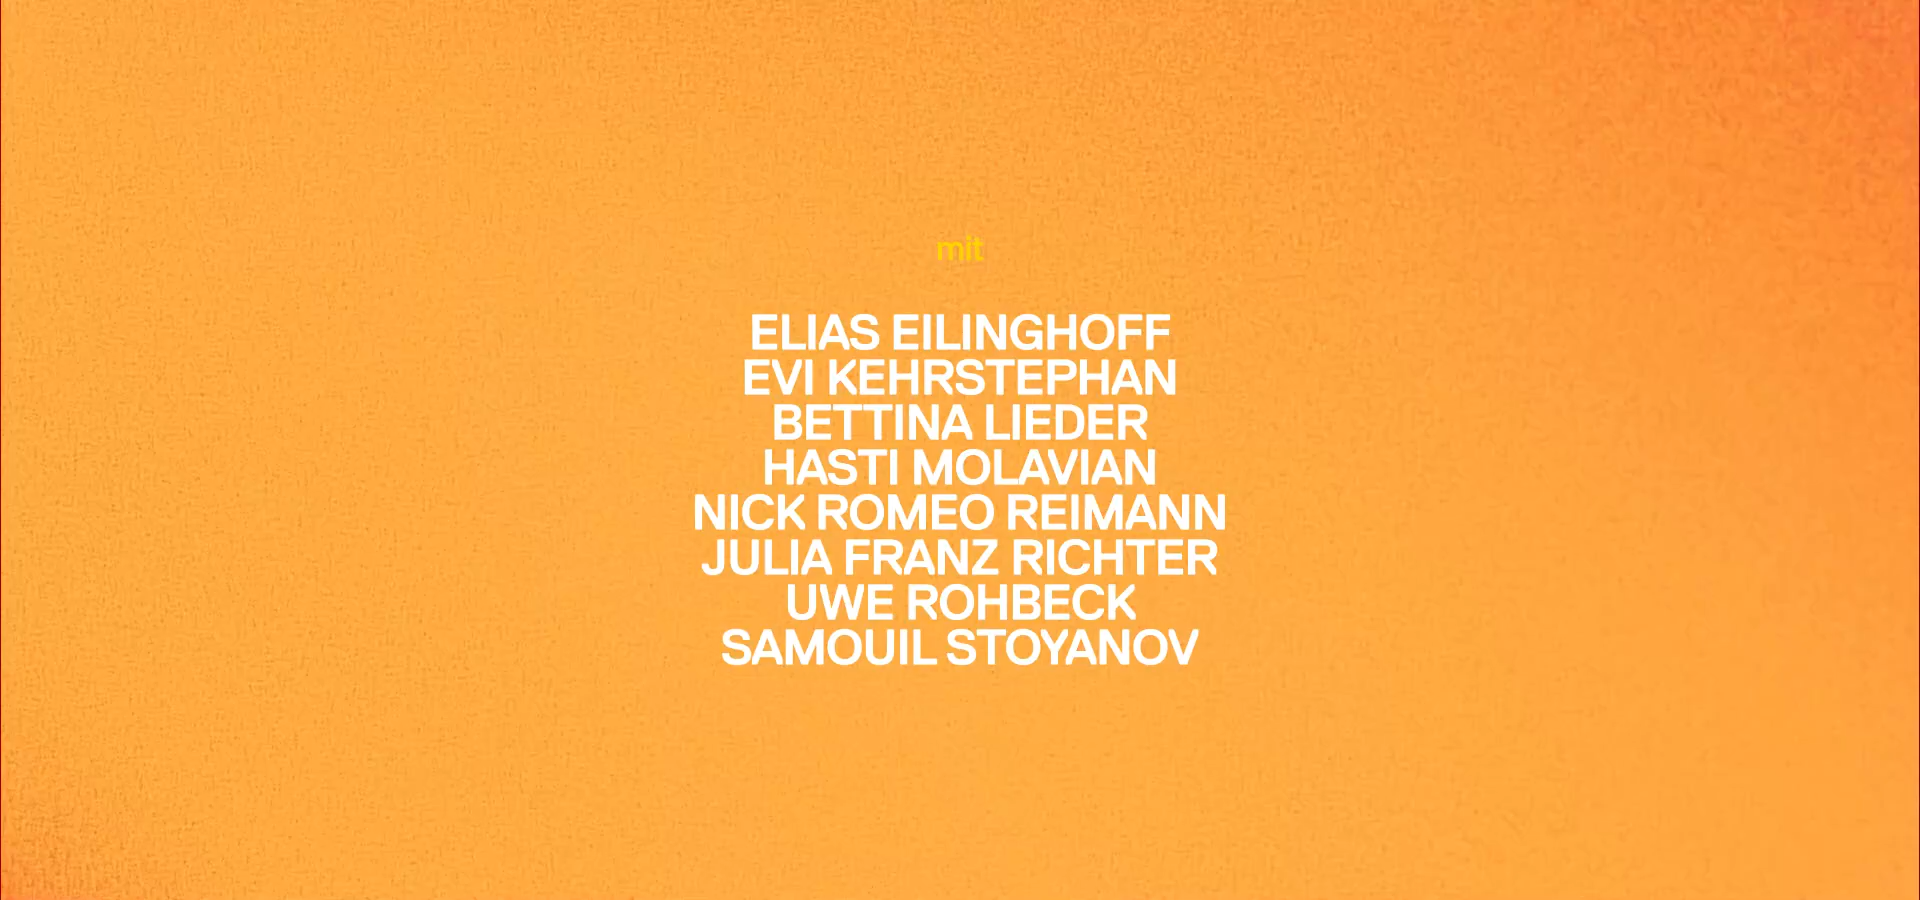 mit
ELIAS EILINGHOFF
EVI KEHRSTEPHAN
BETTINA LIEDER
HASTI MOLAVIAN
NICK ROMEO REIMANN
JULIA FRANZ RICHTER
UWE ROHBECK
SAMOUIL STOYANOV